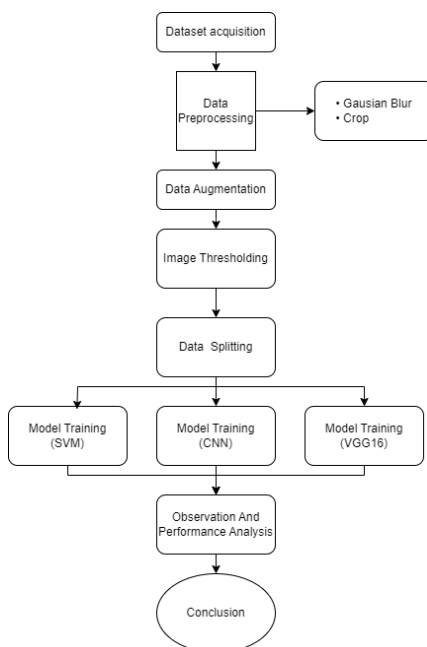 Dataset acquisition
Data
Preprocessing
• Gausian Blur
• Crop
Data Augmentation
Image Thresholding
Data Splitting
Model Training
(SVM)
Model Training
(CNN)
Model Training
(VGG16)
Observation And
Performance Analysis
Conclusion